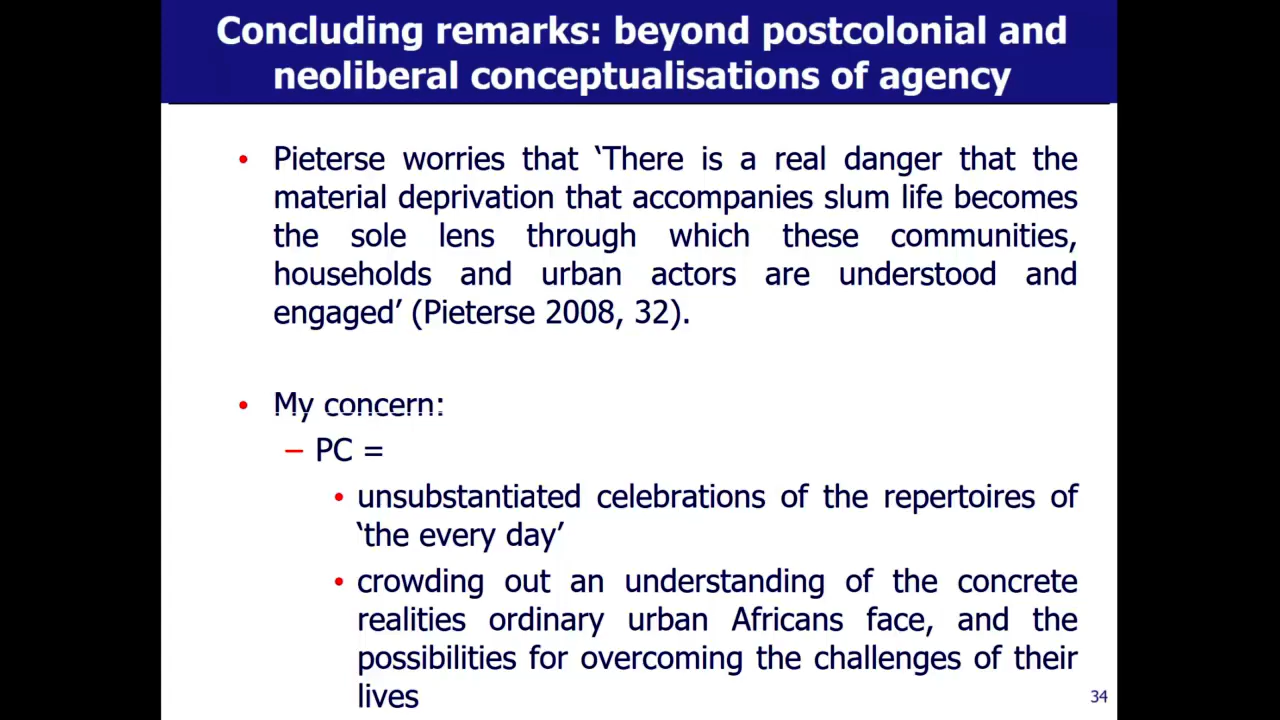 Concluding remarks: beyond postcolonial and
neoliberal conceptualisations of agency
• Pieterse worries that ‘There is a real danger that the
material deprivation that accompanies slum life becomes
the sole lens through which these communities,
households and urban actors are understood and
engaged’ (Pieterse 2008, 32).
• My concern:
– PC =
• unsubstantiated celebrations of the repertoires of
‘the every day’
• crowding out an understanding of the concrete
realities ordinary urban Africans face, and the
possibilities for overcoming the challenges of their
lives
34